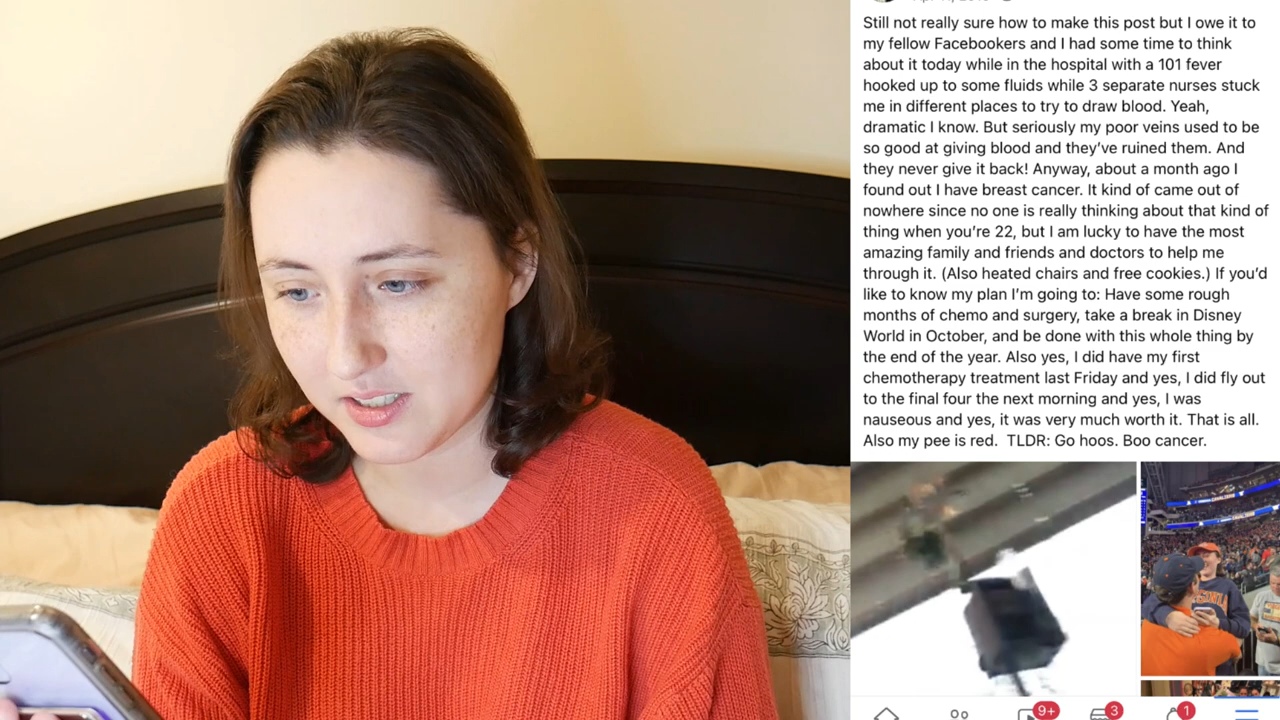 Still not really sure how to make this post but I owe it to
my fellow Facebookers and I had some time to think
about it today while in the hospital with a 101 fever
hooked up to some fluids while 3 separate nurses stuck
me in different places to try to draw blood. Yeah,
dramatic I know. But seriously my poor veins used to be
so good at giving blood and they've ruined them. And
they never give it back! Anyway, about a month ago I
found out I have breast cancer. It kind of came out of
nowhere since no one is really thinking about that kind of
thing when you're 22, but I am lucky to have the most
amazing family and friends and doctors to help me
through it. (Also heated chairs and free cookies.) If you'd
like to know my plan I'm going to: Have some rough
months of chemo and surgery, take a break in Disney
World in October, and be done with this whole thing by
the end of the year. Also yes, I did have my first
chemotherapy treatment last Friday and yes, I did fly out
to the final four the next morning and yes, I was
nauseous and yes, it was very much worth it. That is all.
Also my pee is red. TLDR: Go hoos. Boo cancer.
9+
3
1